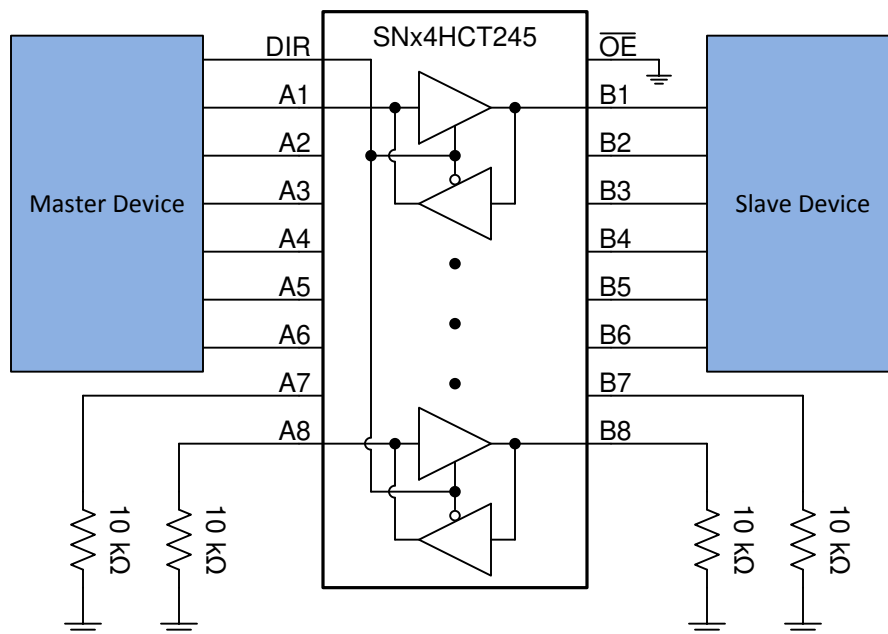 SNx4HCT245
DIR
OE
A1
B1
A2
B2
A3
B3
Master Device
Slave Device
A4
B4
A5
B5
A6
B6
A7
B7
A8
B8
10 kΩ
10 kΩ
10 kΩ
10 kΩ